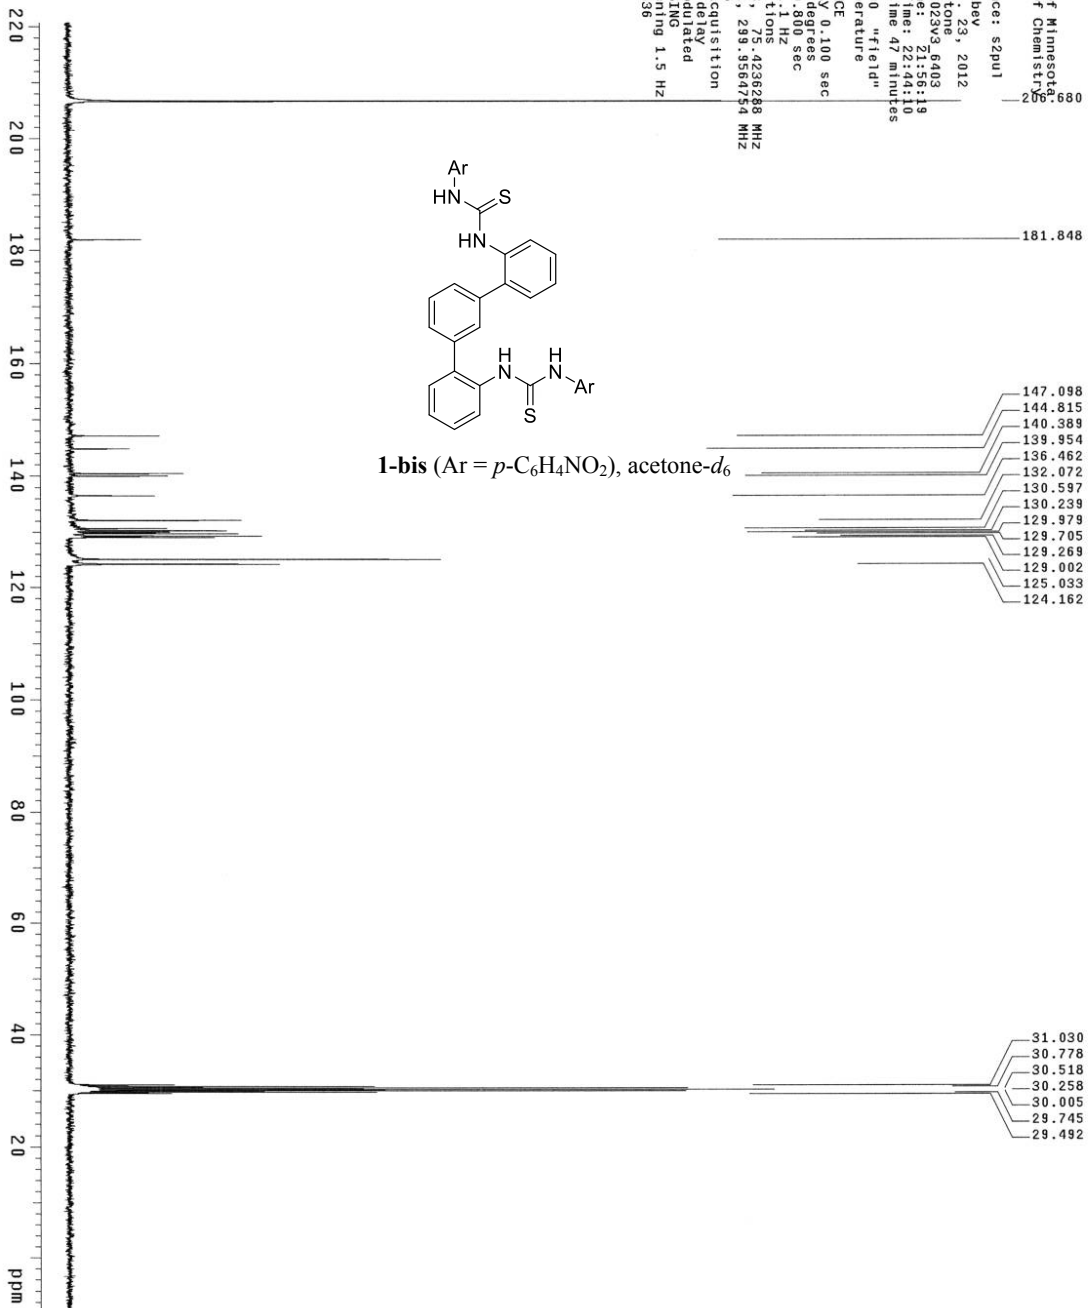 f Minnesota
f Chemistry
ce: s2pul
bev
. 23, 2012
tone
023v3_6403
e: 21:56:19
ime: 22:44:10
ime 47 minutes
0 "field"
erature
CE
y 0.100 sec
degrees
.800 sec
.1 Hz
tions
, 75.4236288 MHz
, 299.9564754 MHz
cquisition
delay
dulated
ING
ning 1.5 Hz
36
206.680
181.848
147.098
144.815
140.389
139.954
136.462
132.072
130.597
130.239
129.979
129.705
129.269
129.002
125.033
124.162
31.030
30.778
30.518
30.258
30.005
29.745
29.492
Ar
HN
S
HN
H
N
H
N
Ar
S
1-bis (Ar = p-C6H4NO2), acetone-d6
220
200
180
160
140
120
100
80
60
40
20
ppm